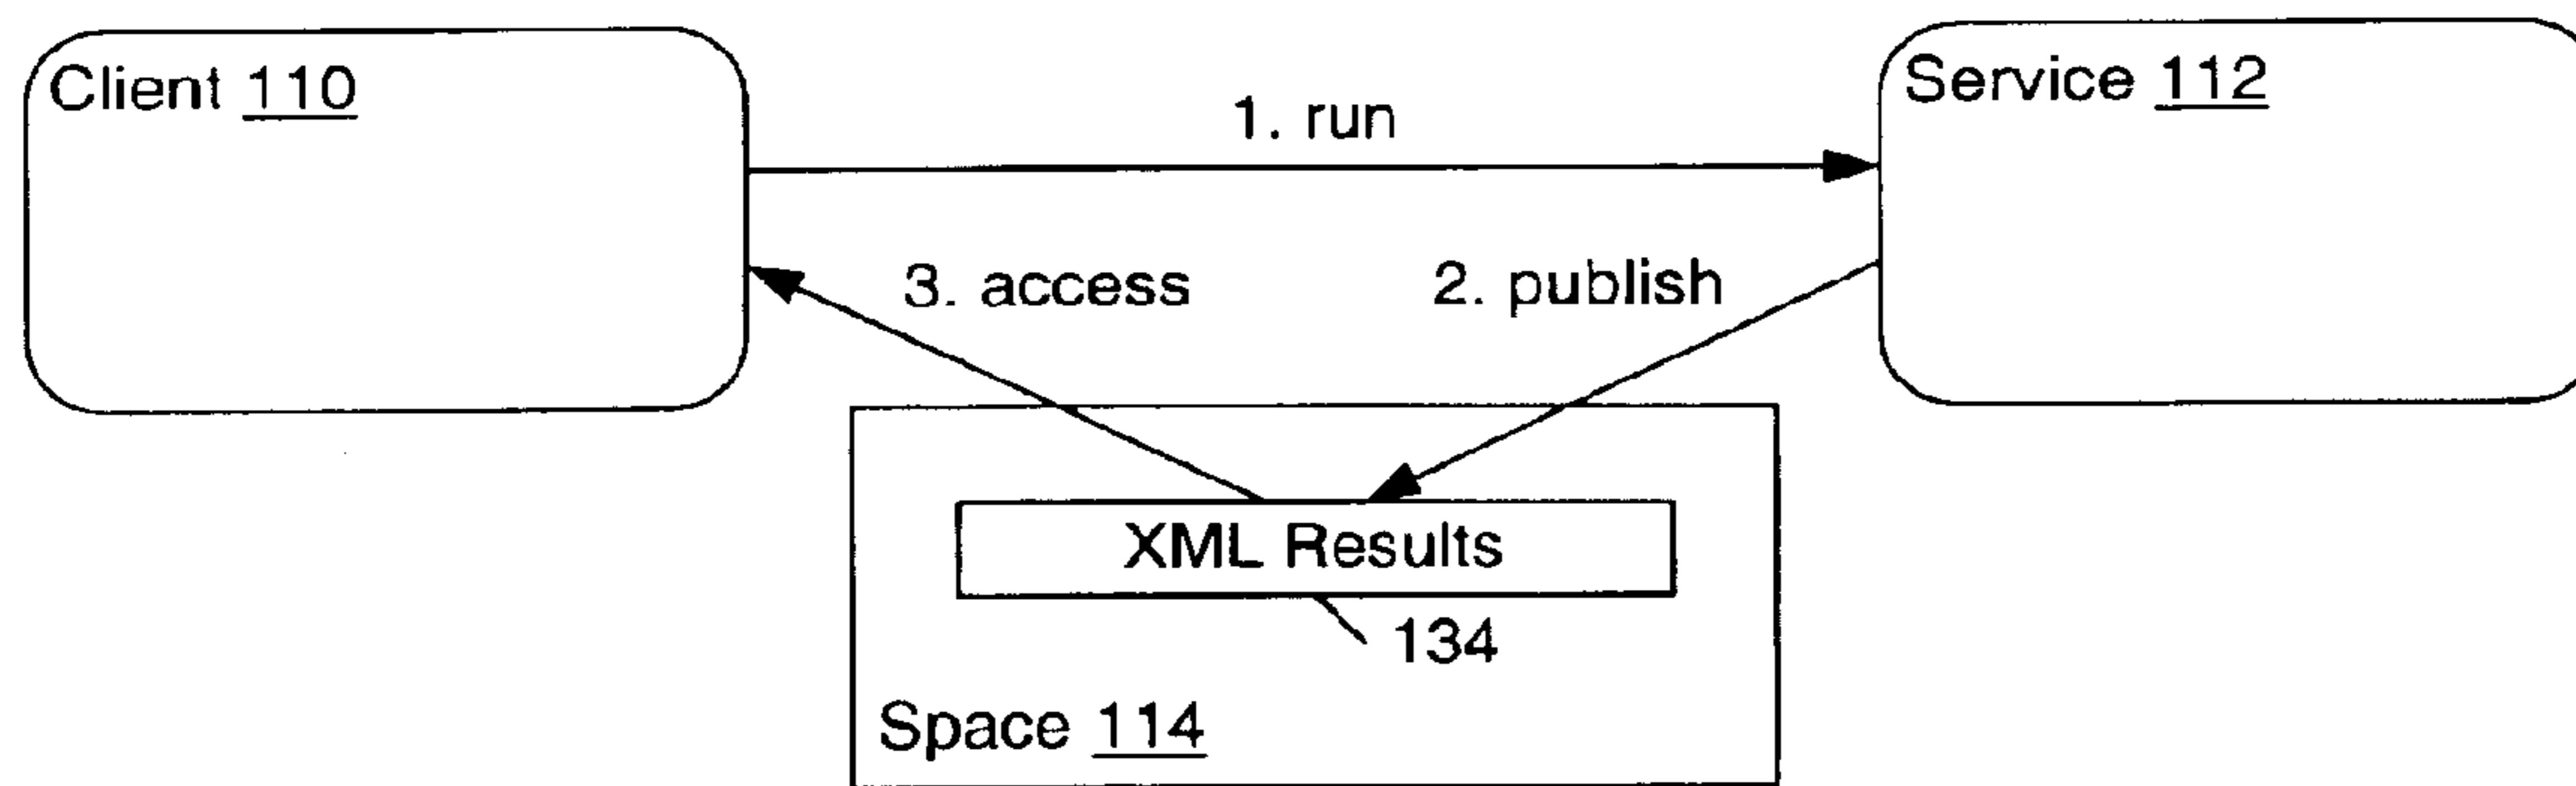 Client 110
Service 112
1. run
3. access
2. publish
XML Results
134
Space 114